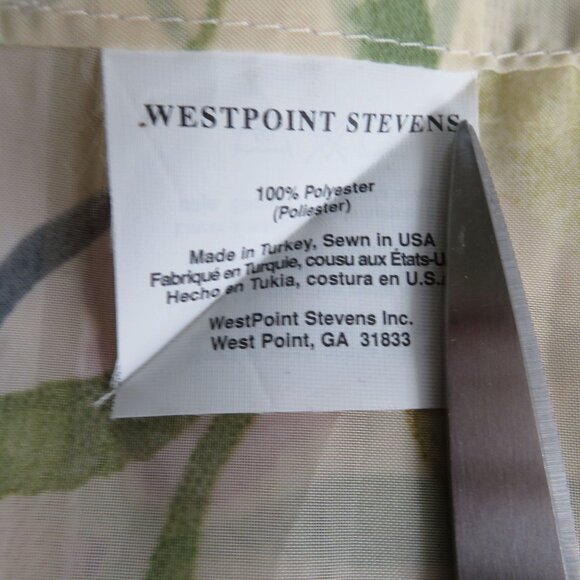 WESTPOINT STEVENS
100% Polyester
(Poliester)
Made in Turkey, Sewn in USA
Fabriqué en Turquie, cousu aux États-U
Hecho en Tukia, costura en U.S.A
WestPoint Stevens Inc.
West Point, GA 31833